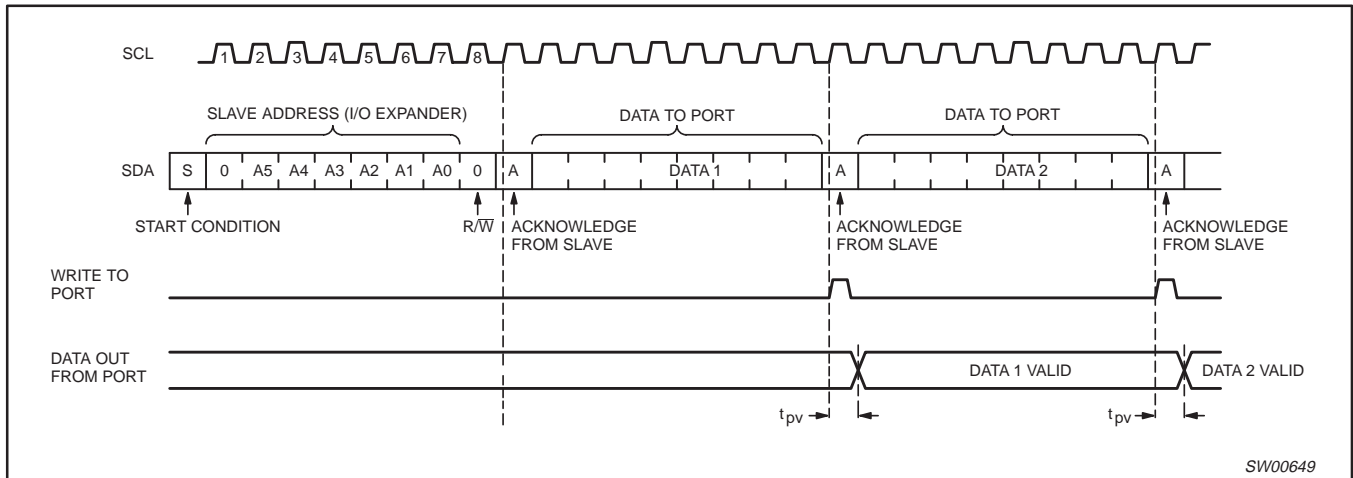 SCL 1 2 3 4 5 6 7 8
SLAVE ADDRESS (I/O EXPANDER) DATA TO PORT DATA TO PORT
SDA S 0 A5 A4 A3 A2 A1 A0 0 A DATA 1 A DATA 2 A
START CONDITION R/W̅ ACKNOWLEDGE FROM SLAVE ACKNOWLEDGE FROM SLAVE ACKNOWLEDGE FROM SLAVE
WRITE TO
PORT
DATA OUT
FROM PORT
DATA 1 VALID DATA 2 VALID
tpv tpv
SW00649